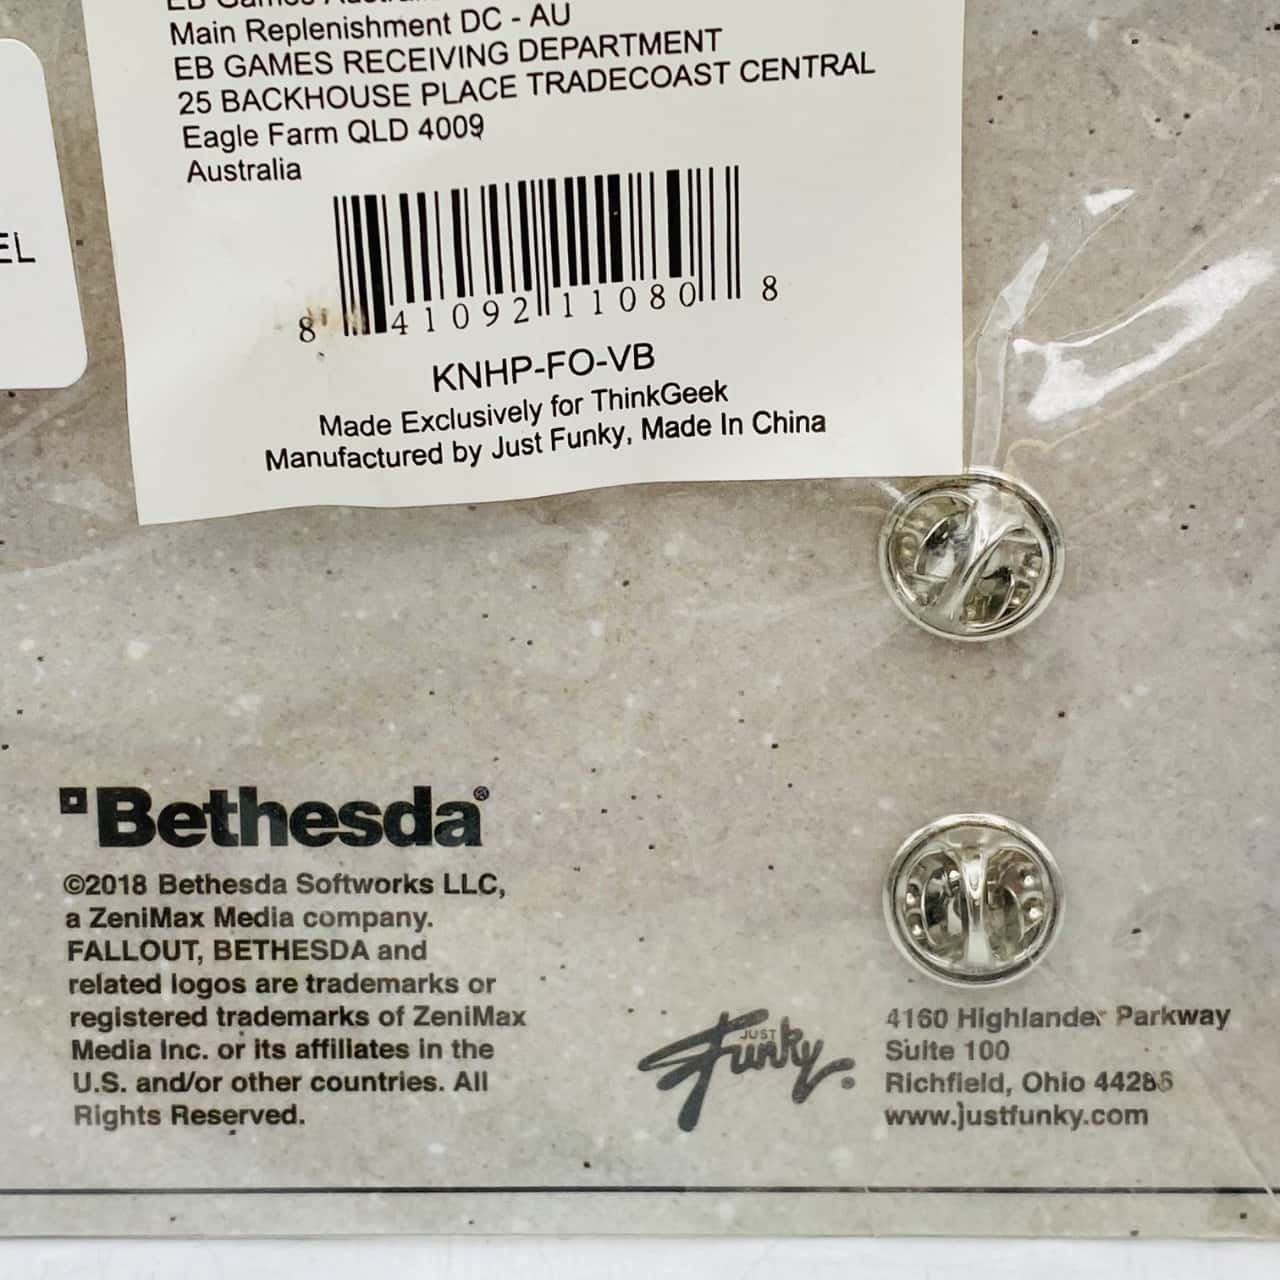 EB Games
Main Replenishment DC - AU
EB GAMES RECEIVING DEPARTMENT
25 BACKHOUSE PLACE TRADECOAST CENTRAL
Eagle Farm QLD 4009
Australia
EL
8 41092 11080 8
KNHP-FO-VB
Made Exclusively for ThinkGeek
Manufactured by Just Funky, Made In China
Bethesda®
©2018 Bethesda Softworks LLC,
a ZeniMax Media company.
FALLOUT, BETHESDA and
related logos are trademarks or
registered trademarks of ZeniMax
Media Inc. or its affiliates in the
U.S. and/or other countries. All
Rights Reserved.
JUST
Funky
4160 Highlander Parkway
Suite 100
Richfield, Ohio 44286
www.justfunky.com